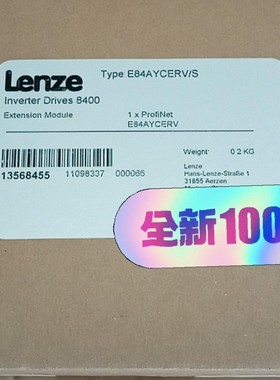 Lenze
Type E84AYCERV/S
Inverter Drives 8400
Extension Module
1 x ProfiNet
E84AYCERV
Weight: 0.2 KG
13568455 11098337 000086
Lenze
Hans-Lenze-Straße 1
31855 Aerzen
全新100